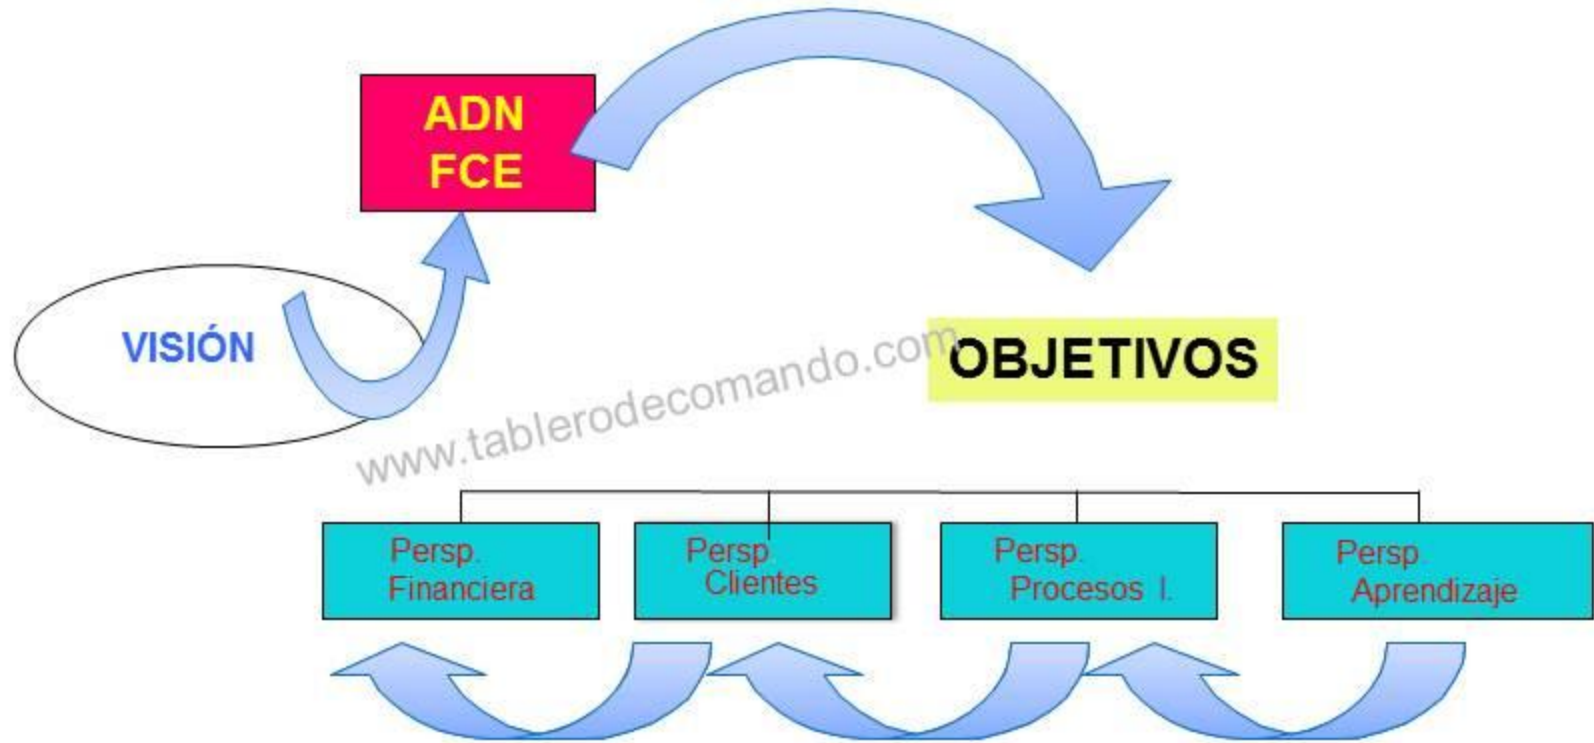 ADN
FCE
VISIÓN
OBJETIVOS
www.tablerodecomando.com
Persp.
Financiera
Persp
Clientes
Persp.
Procesos I.
Persp.
Aprendizaje